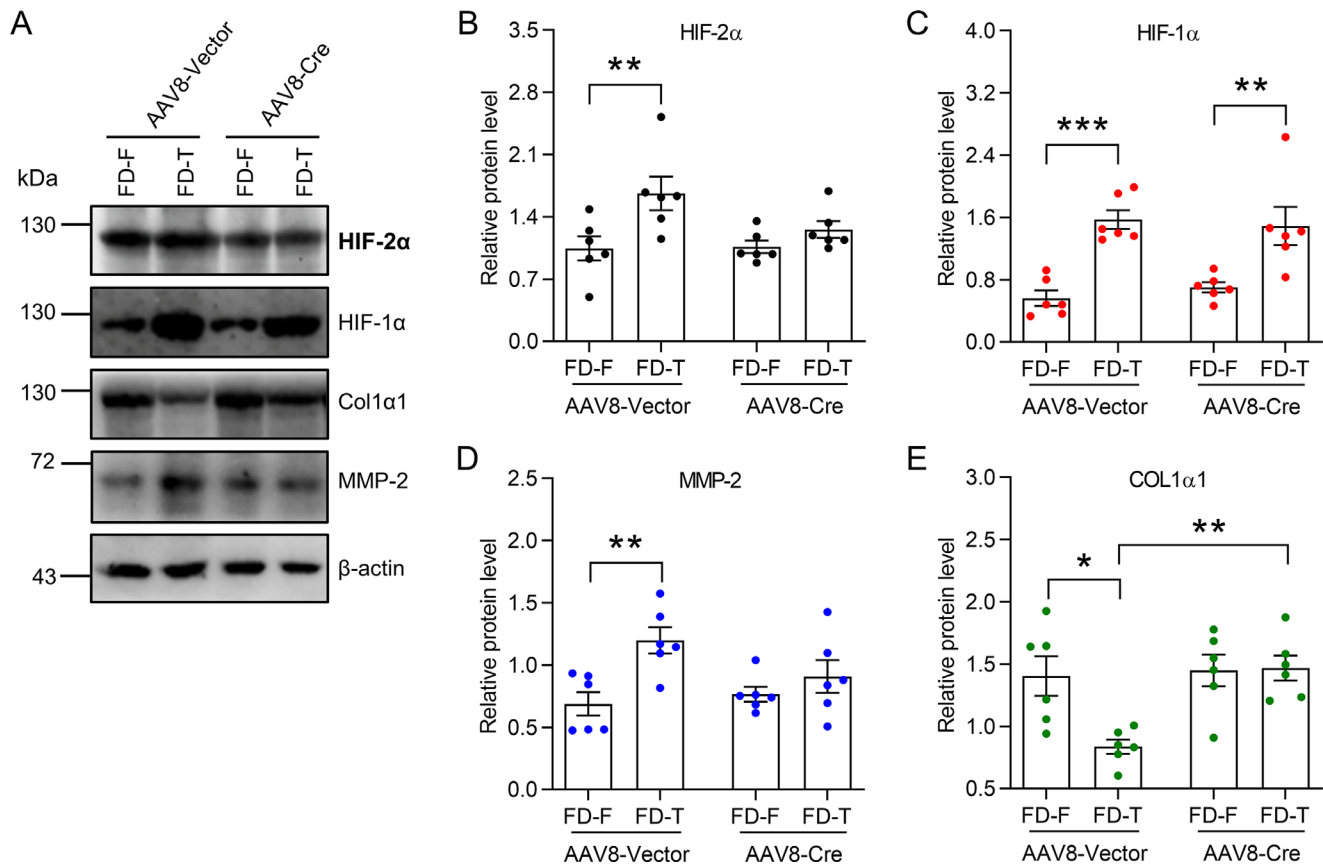 A
AAV8-Vector
AAV8-Cre
FD-F
FD-T
FD-F
FD-T
kDa
130
HIF-2α
130
HIF-1α
130
Col1α1
72
MMP-2
43
β-actin
B
HIF-2α
Relative protein level
3.5
2.8
2.1
1.4
0.7
0.0
**
FD-F FD-T FD-F FD-T
AAV8-Vector AAV8-Cre
C
HIF-1α
Relative protein level
4.0
3.2
2.4
1.6
0.8
0.0
***
**
FD-F FD-T FD-F FD-T
AAV8-Vector AAV8-Cre
D
MMP-2
Relative protein level
2.5
2.0
1.5
1.0
0.5
0.0
**
FD-F FD-T FD-F FD-T
AAV8-Vector AAV8-Cre
E
COL1α1
Relative protein level
3.0
2.5
2.0
1.5
1.0
0.5
*
**
FD-F FD-T FD-F FD-T
AAV8-Vector AAV8-Cre